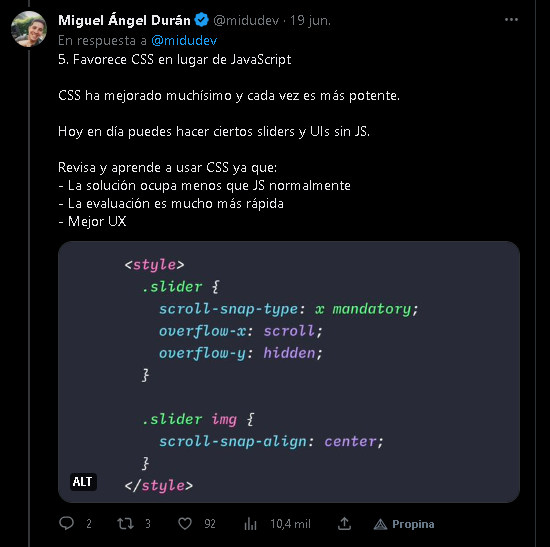 Miguel Ángel Durán @midudev · 19 jun.
En respuesta a @midudev
5. Favorece CSS en lugar de JavaScript
CSS ha mejorado muchísimo y cada vez es más potente.
Hoy en día puedes hacer ciertos sliders y UIs sin JS.
Revisa y aprende a usar CSS ya que:
- La solución ocupa menos que JS normalmente
- La evaluación es mucho más rápida
- Mejor UX
<style>
.slider {
scroll-snap-type: x mandatory;
overflow-x: scroll;
overflow-y: hidden;
}
.slider img {
scroll-snap-align: center;
}
</style>
ALT
2 3 92 10,4 mil Propina